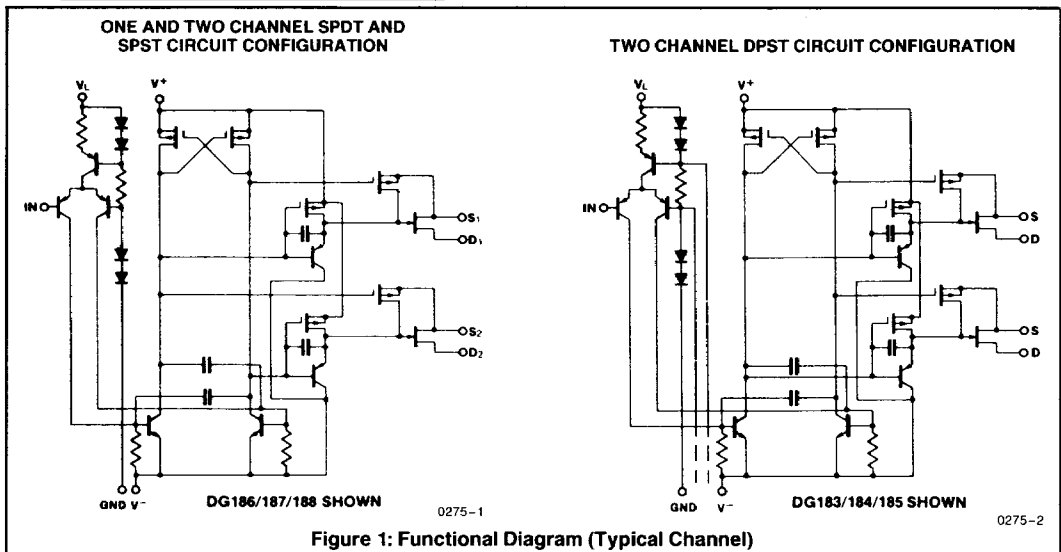 ONE AND TWO CHANNEL SPDT AND
SPST CIRCUIT CONFIGURATION
VL
V+
IN
S1
D1
S2
D2
GND V−
DG186/187/188 SHOWN
0275–1
TWO CHANNEL DPST CIRCUIT CONFIGURATION
VL
V+
IN
S
D
S
D
GND V−
DG183/184/185 SHOWN
0275–2
Figure 1: Functional Diagram (Typical Channel)